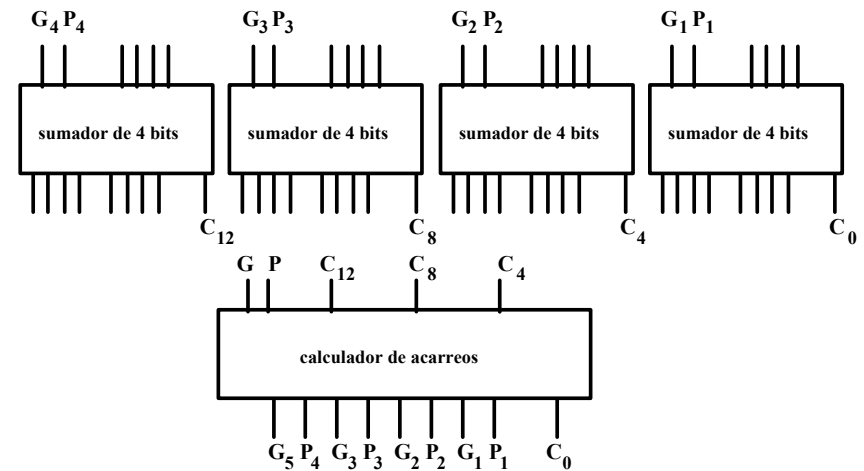 G4 P4 G3 P3 G2 P2 G1 P1
sumador de 4 bits sumador de 4 bits sumador de 4 bits sumador de 4 bits
C12 C8 C4 C0
G P C12 C8 C4
calculador de acarreos
G5 P4 G3 P3 G2 P2 G1 P1 C0